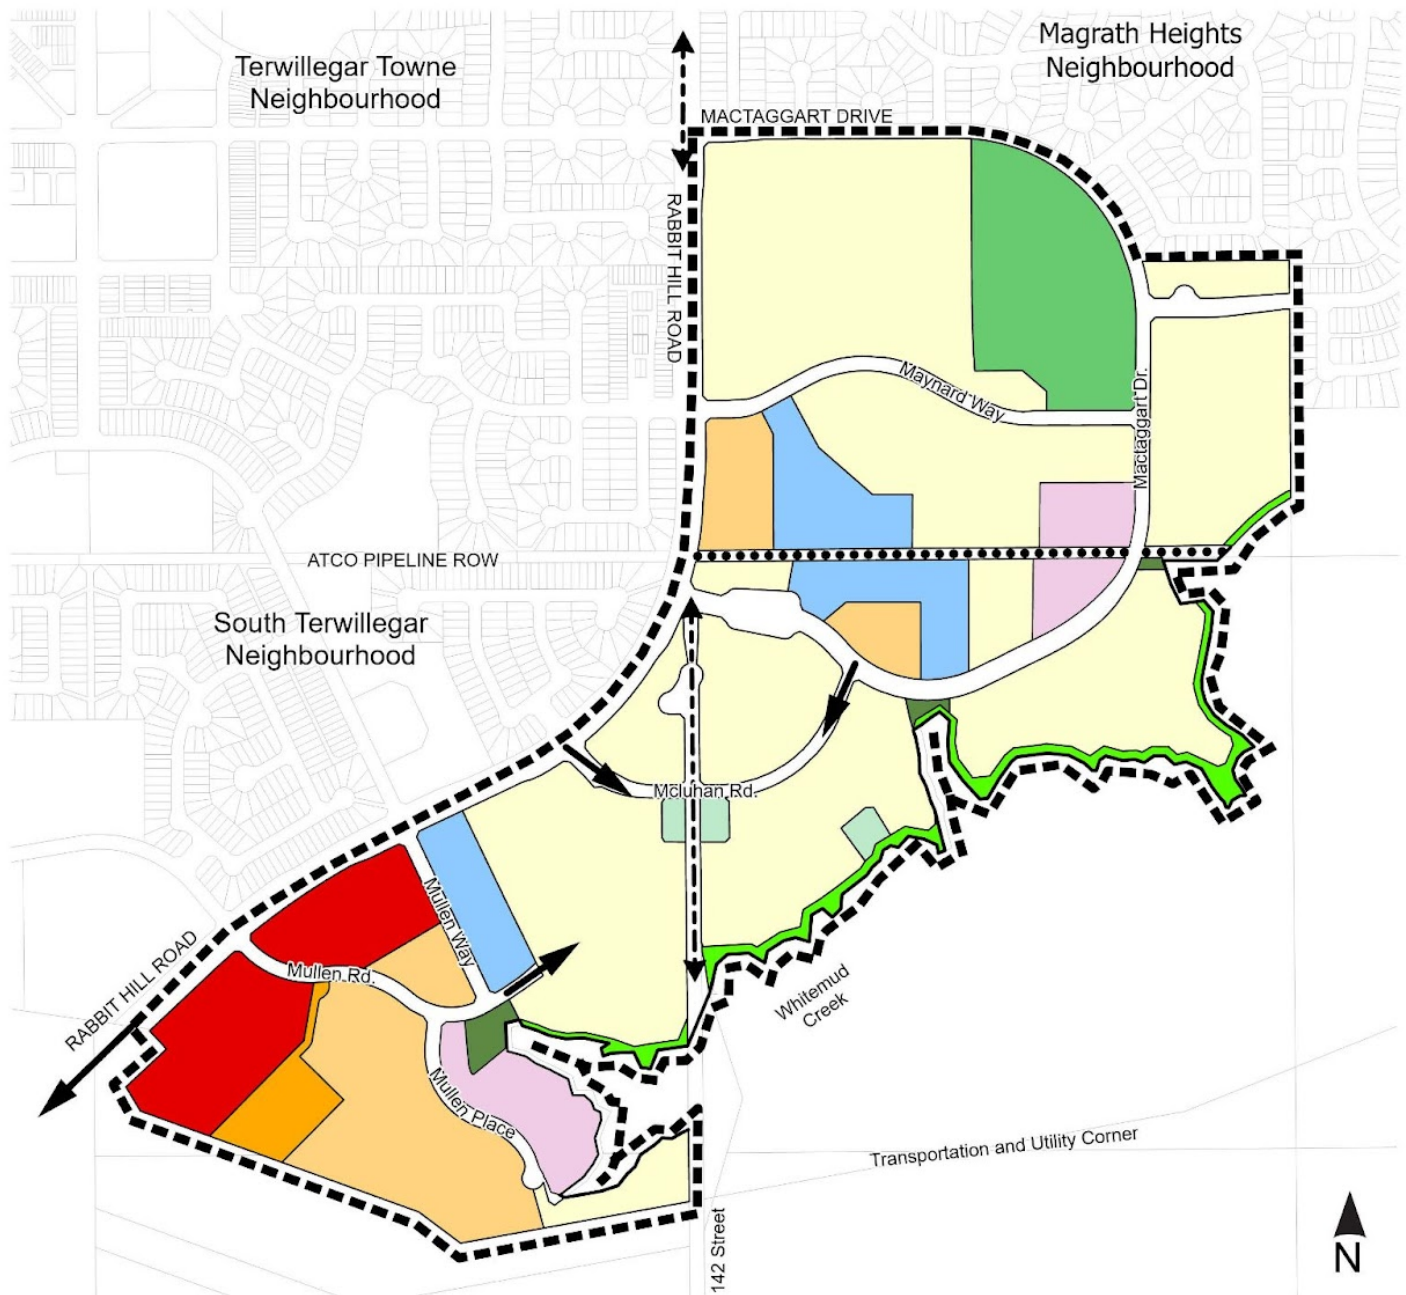 Terwillegar Towne
Neighbourhood
Magrath Heights
Neighbourhood
MACTAGGART DRIVE
RABBIT HILL ROAD
Maynard Way
Mactaggart Dr.
ATCO PIPELINE ROW
South Terwillegar
Neighbourhood
Mcluhan Rd.
Mullen Way
RABBIT HILL ROAD
Mullen Rd.
Whitemud
Creek
Mullen Place
Transportation and Utility Corner
142 Street
N